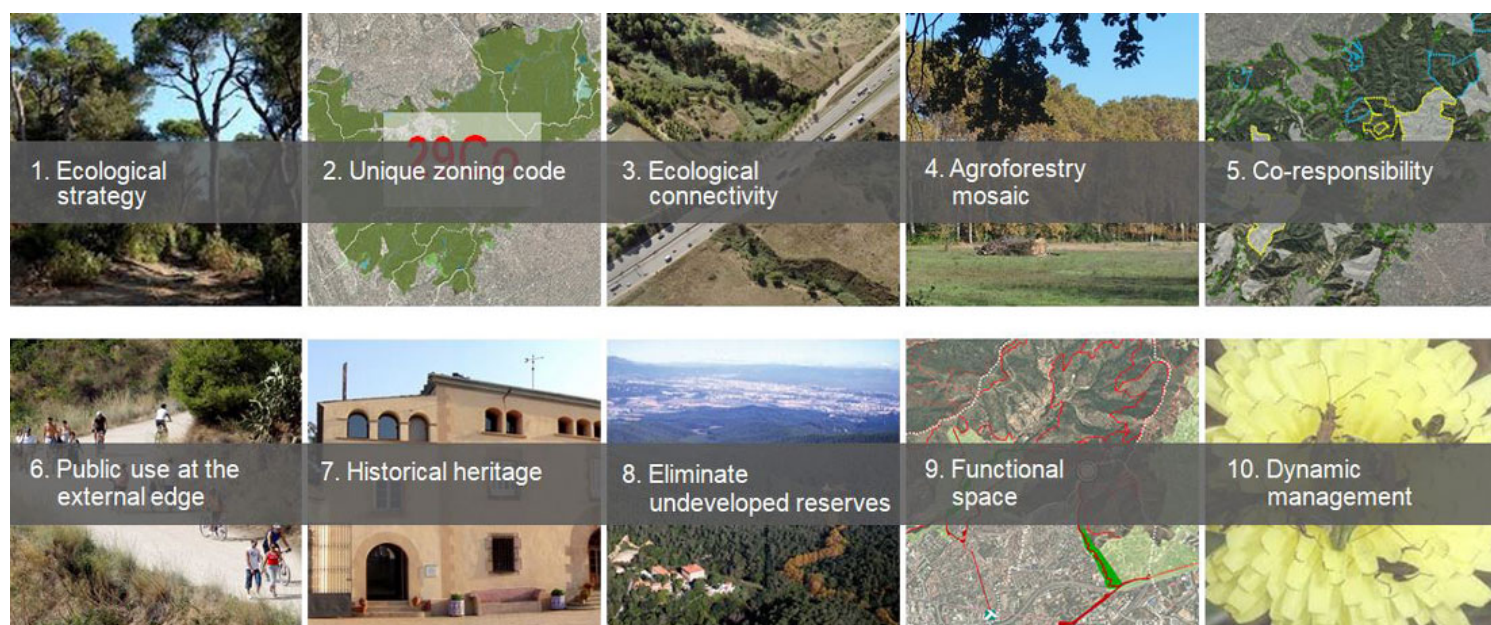 1. Ecological
strategy
2. Unique zoning code
3. Ecological
connectivity
4. Agroforestry
mosaic
5. Co-responsibility
29Co
6. Public use at the
external edge
7. Historical heritage
8. Eliminate
undeveloped reserves
9. Functional
space
10. Dynamic
management